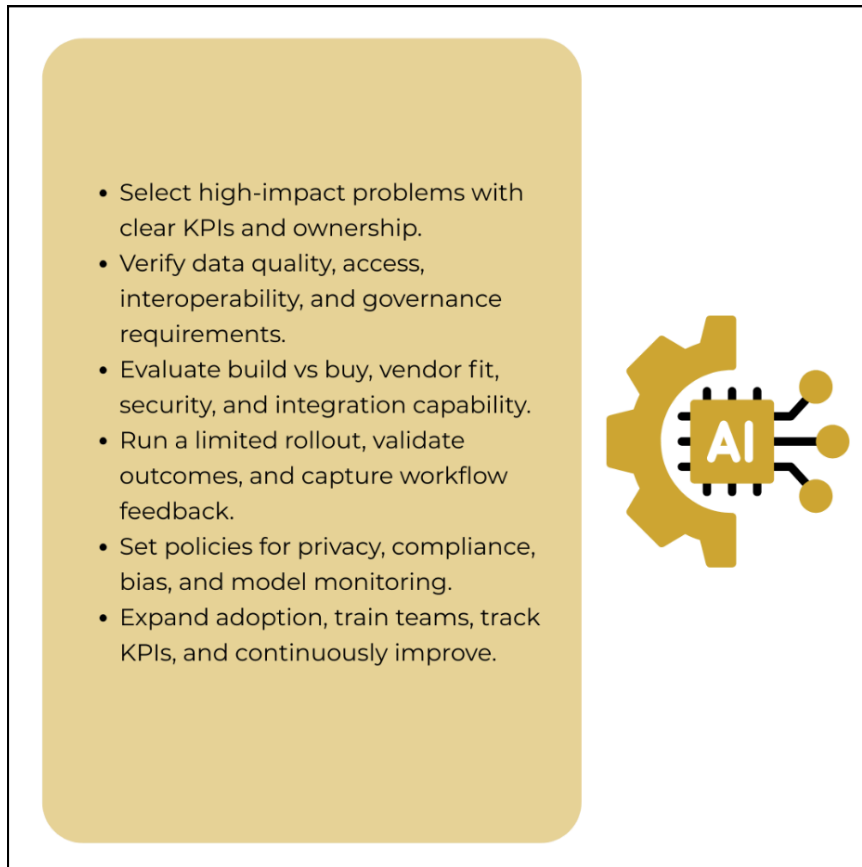 • Select high-impact problems with
clear KPIs and ownership.
• Verify data quality, access,
interoperability, and governance
requirements.
• Evaluate build vs buy, vendor fit,
security, and integration capability.
• Run a limited rollout, validate
outcomes, and capture workflow
feedback.
• Set policies for privacy, compliance,
bias, and model monitoring.
• Expand adoption, train teams, track
KPIs, and continuously improve.
AI